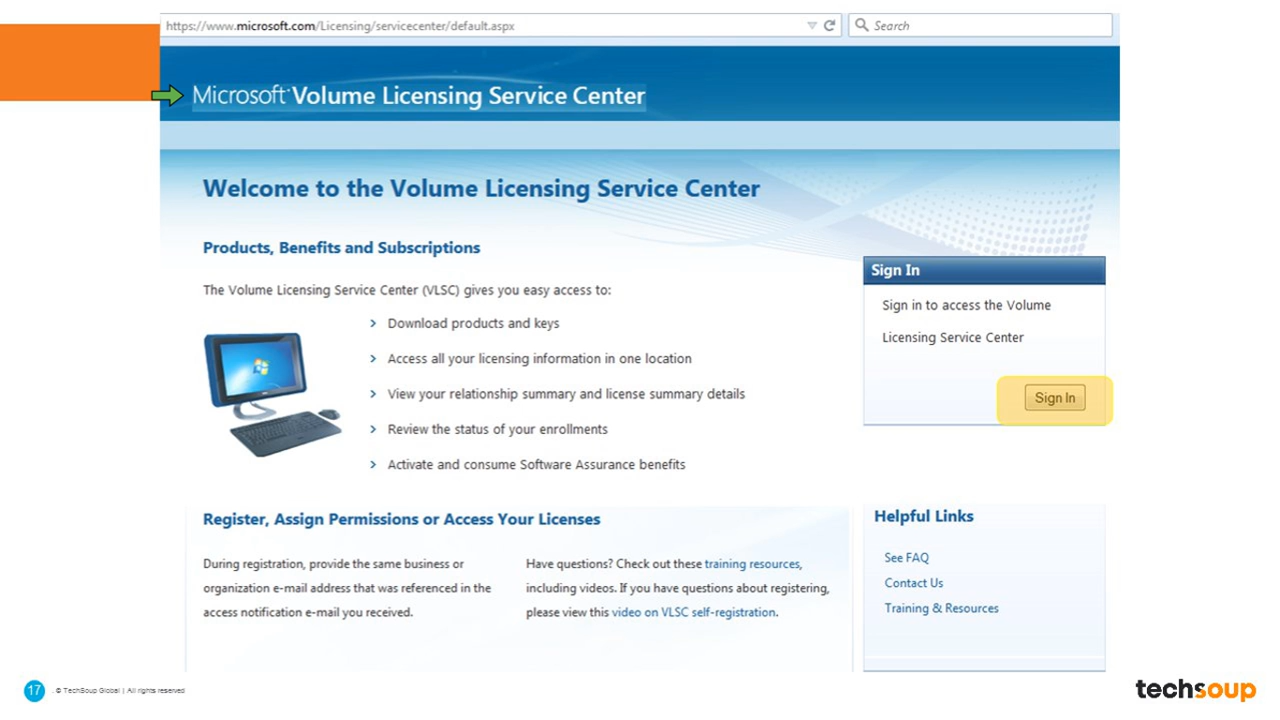 https://www.microsoft.com/Licensing/servicecenter/default.aspx
Search
Microsoft Volume Licensing Service Center
Welcome to the Volume Licensing Service Center
Products, Benefits and Subscriptions
The Volume Licensing Service Center (VLSC) gives you easy access to:
Download products and keys
Access all your licensing information in one location
View your relationship summary and license summary details
Review the status of your enrollments
Activate and consume Software Assurance benefits
Sign In
Sign in to access the Volume
Licensing Service Center
Sign In
Register, Assign Permissions or Access Your Licenses
During registration, provide the same business or
organization e-mail address that was referenced in the
access notification e-mail you received.
Have questions? Check out these training resources,
including videos. If you have questions about registering,
please view this video on VLSC self-registration.
Helpful Links
See FAQ
Contact Us
Training & Resources
17
. © TechSoup Global | All rights reserved
techsoup